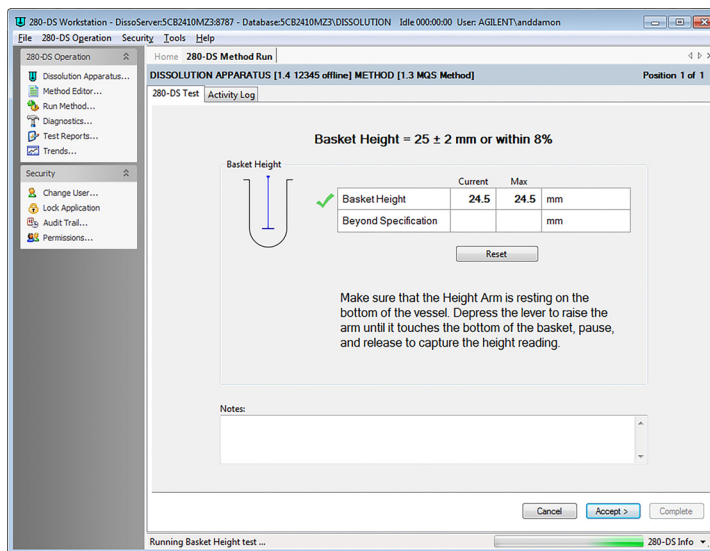 280-DS Workstation - DissoServer:5CB2410MZ3:8787 - Database:5CB2410MZ3\DISSOLUTION Idle 000:00:00 User: AGILENT\anddamon
File 280-DS Operation Security Tools Help
280-DS Operation
Dissolution Apparatus...
Method Editor...
Run Method...
Diagnostics...
Test Reports...
Trends...
Security
Change User...
Lock Application
Audit Trail...
Permissions...
Home 280-DS Method Run
DISSOLUTION APPARATUS [1.4 12345 offline] METHOD [1.3 MQS Method] Position 1 of 1
280-DS Test Activity Log
Basket Height = 25 ± 2 mm or within 8%
Basket Height
Current Max
Basket Height 24.5 24.5 mm
Beyond Specification mm
Reset
Make sure that the Height Arm is resting on the
bottom of the vessel. Depress the lever to raise the
arm until it touches the bottom of the basket, pause,
and release to capture the height reading.
Notes:
Cancel Accept > Complete
Running Basket Height test ... 280-DS Info